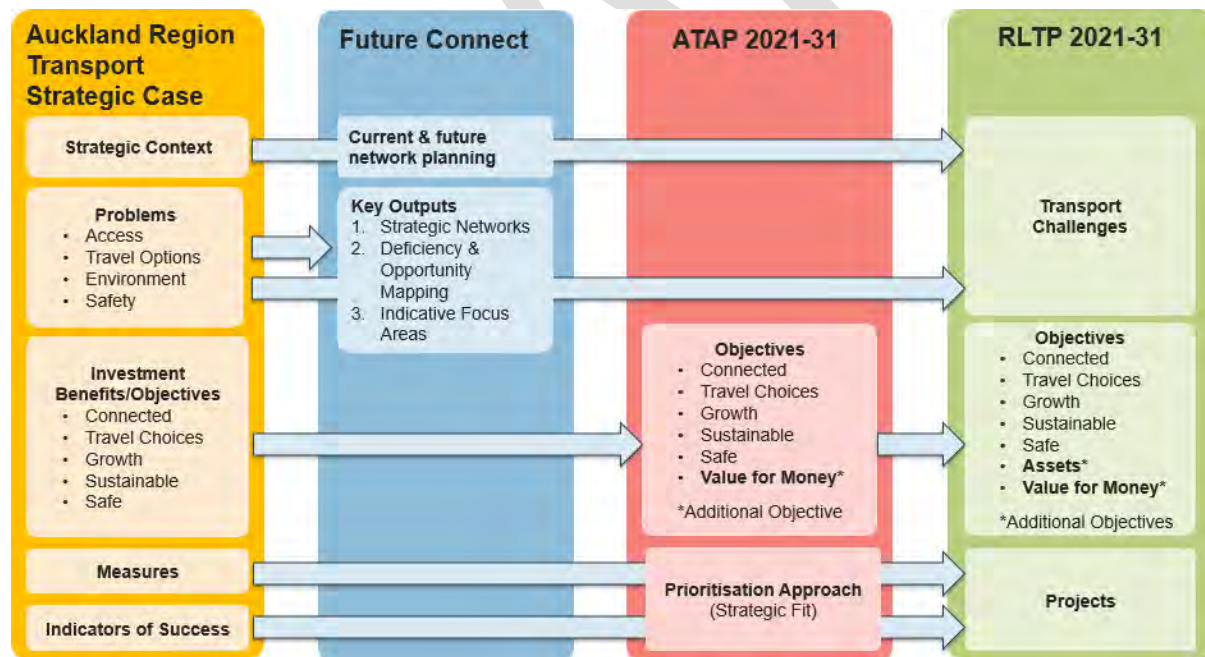 Auckland Region
Transport
Strategic Case
Strategic Context
Problems
• Access
• Travel Options
• Environment
• Safety
Investment
Benefits/Objectives
• Connected
• Travel Choices
• Growth
• Sustainable
• Safe
Measures
Indicators of Success
Future Connect
Current & future
network planning
Key Outputs
1. Strategic Networks
2. Deficiency &
Opportunity
Mapping
3. Indicative Focus
Areas
ATAP 2021-31
Objectives
• Connected
• Travel Choices
• Growth
• Sustainable
• Safe
• Value for Money*
*Additional Objective
Prioritisation Approach
(Strategic Fit)
RLTP 2021-31
Transport
Challenges
Objectives
• Connected
• Travel Choices
• Growth
• Sustainable
• Safe
• Assets*
• Value for Money*
*Additional Objectives
Projects